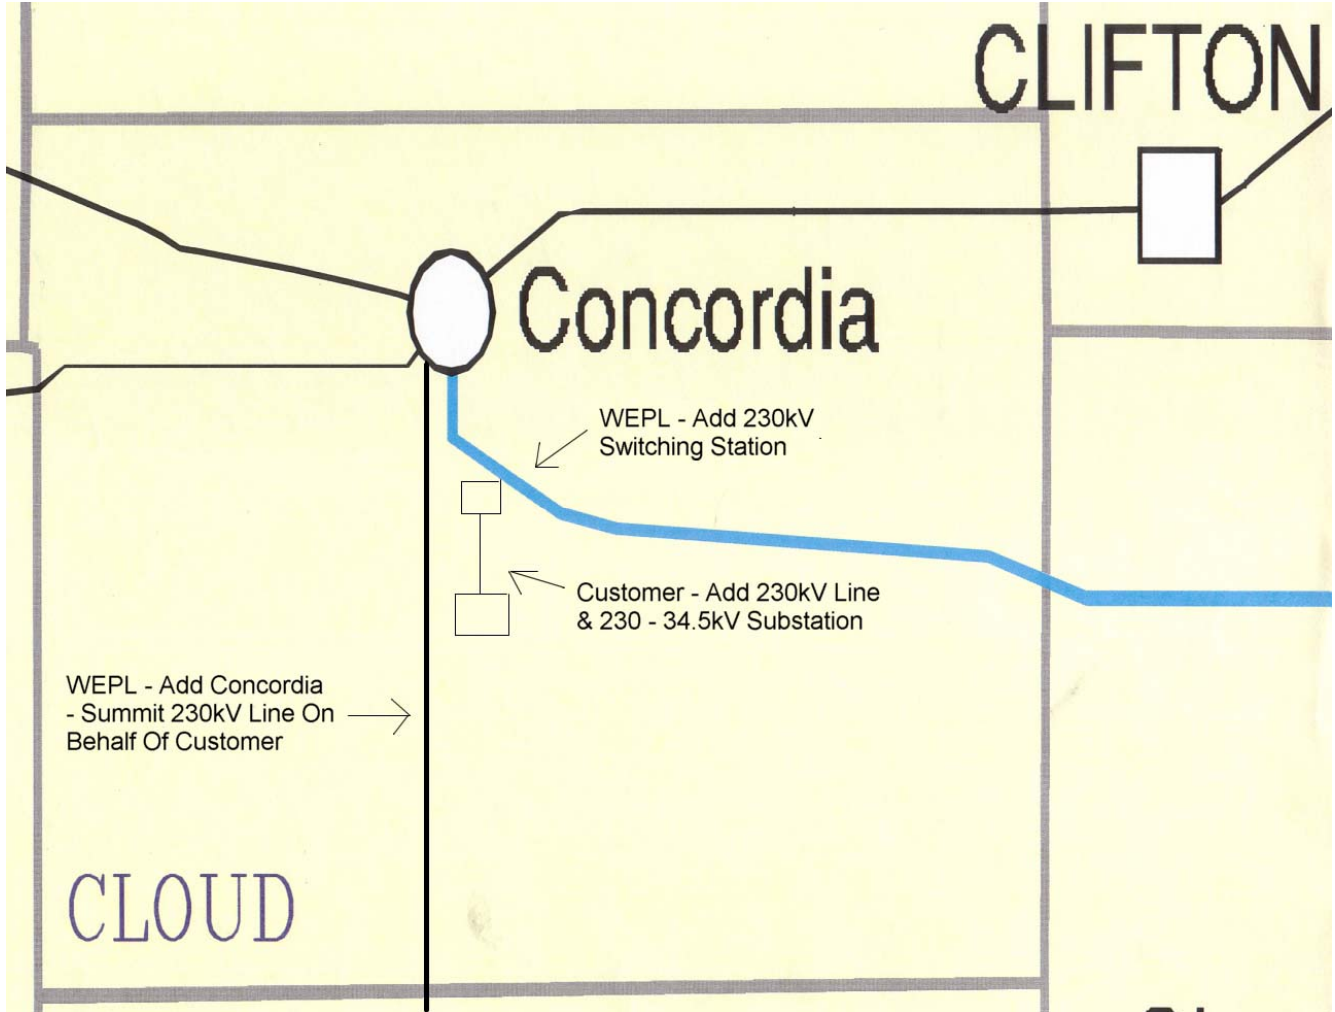 CLIFTON
Concordia
WEPL - Add 230kV
Switching Station
Customer - Add 230kV Line
& 230 - 34.5kV Substation
WEPL - Add Concordia
- Summit 230kV Line On
Behalf Of Customer
CLOUD